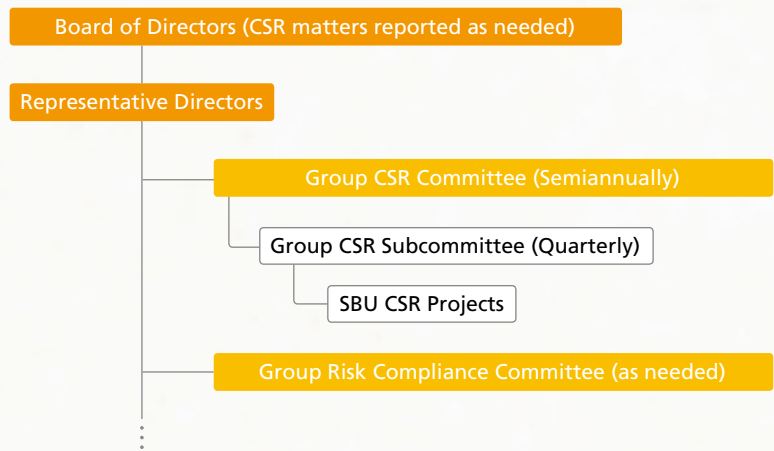 Board of Directors (CSR matters reported as needed)
Representative Directors
Group CSR Committee (Semiannually)
Group CSR Subcommittee (Quarterly)
SBU CSR Projects
Group Risk Compliance Committee (as needed)